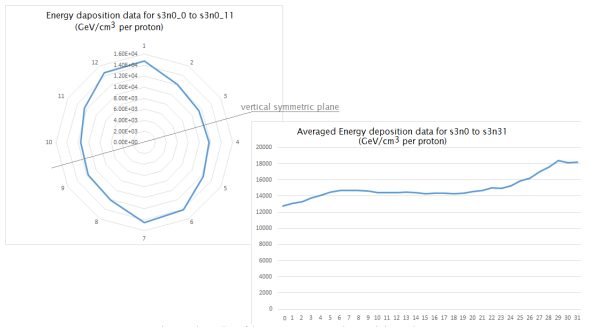 Energy daposition data for s3n0_0 to s3n0_11
(GeV/cm3 per proton)
1
12
2
1.60E+04
1.40E+04
1.20E+04
1.00E+04
8.00E+03
6.00E+03
4.00E+03
2.00E+03
0.00E+00
11
3
10
4
9
5
8
6
7
vertical symmetric plane
Averaged Energy deposition data for s3n0 to s3n31
(GeV/cm3 per proton)
20000
18000
16000
14000
12000
10000
8000
6000
4000
2000
0
0 1 2 3 4 5 6 7 8 9 10 11 12 13 14 15 16 17 18 19 20 21 22 23 24 25 26 27 28 29 30 31